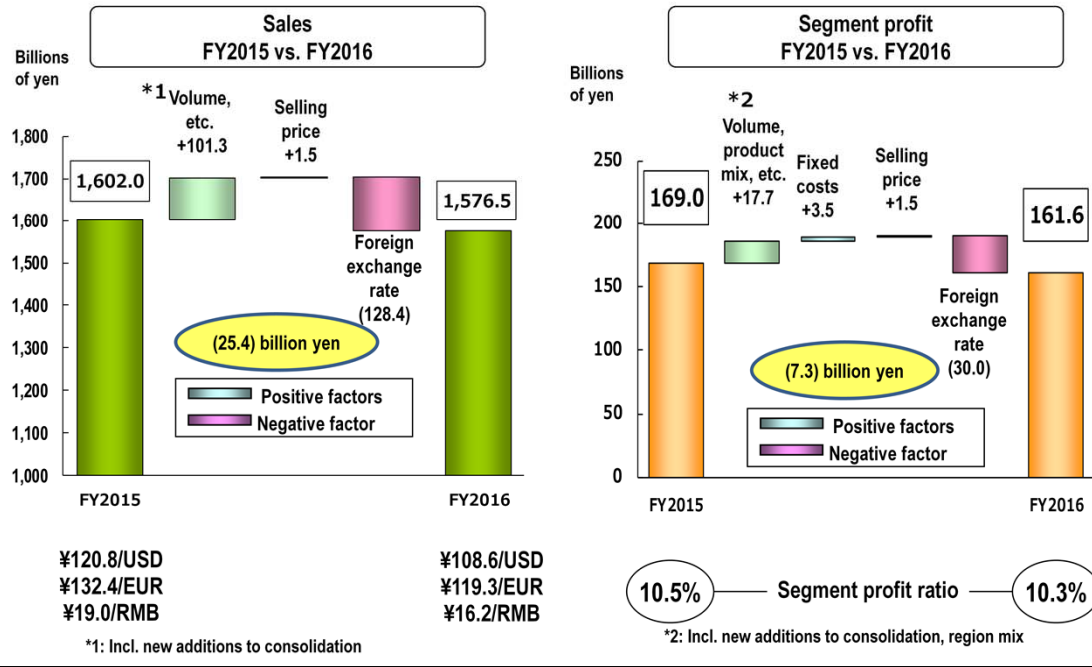 Sales
FY2015 vs. FY2016
Billions
of yen
*1 Volume,
etc.
+101.3
Selling
price
+1.5
1,800
1,700
1,600
1,500
1,400
1,300
1,200
1,100
1,000
1,602.0
1,576.5
Foreign
exchange
rate
(128.4)
(25.4) billion yen
Positive factors
Negative factor
FY2015
FY2016
¥120.8/USD
¥132.4/EUR
¥19.0/RMB
¥108.6/USD
¥119.3/EUR
¥16.2/RMB
*1: Incl. new additions to consolidation
Segment profit
FY2015 vs. FY2016
Billions
of yen
*2
Volume,
product
mix, etc.
+17.7
Fixed
costs
+3.5
Selling
price
+1.5
250
200
150
100
50
0
169.0
161.6
Foreign
exchange
rate
(30.0)
(7.3) billion yen
Positive factors
Negative factor
FY2015
FY2016
10.5%
Segment profit ratio
10.3%
*2: Incl. new additions to consolidation, region mix